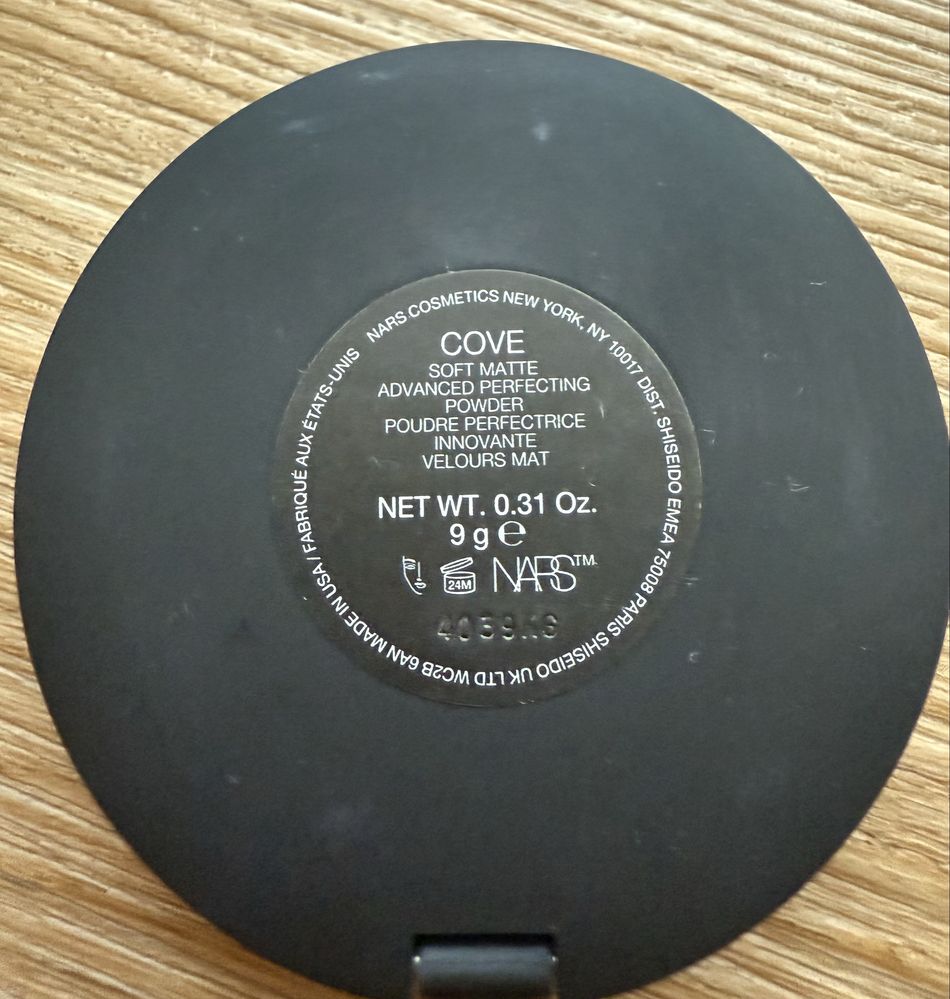 NARS COSMETICS NEW YORK, NY 10017 DIST. SHISEIDO EMEA 75008 PARIS SHISEIDO UK LTD WC2B 6AN MADE IN USA / FABRIQUÉ AUX ÉTATS-UNIS
COVE
SOFT MATTE
ADVANCED PERFECTING
POWDER
POUDRE PERFECTRICE
INNOVANTE
VELOURS MAT
NET WT. 0.31 Oz.
9 g ℮
24M NARS™